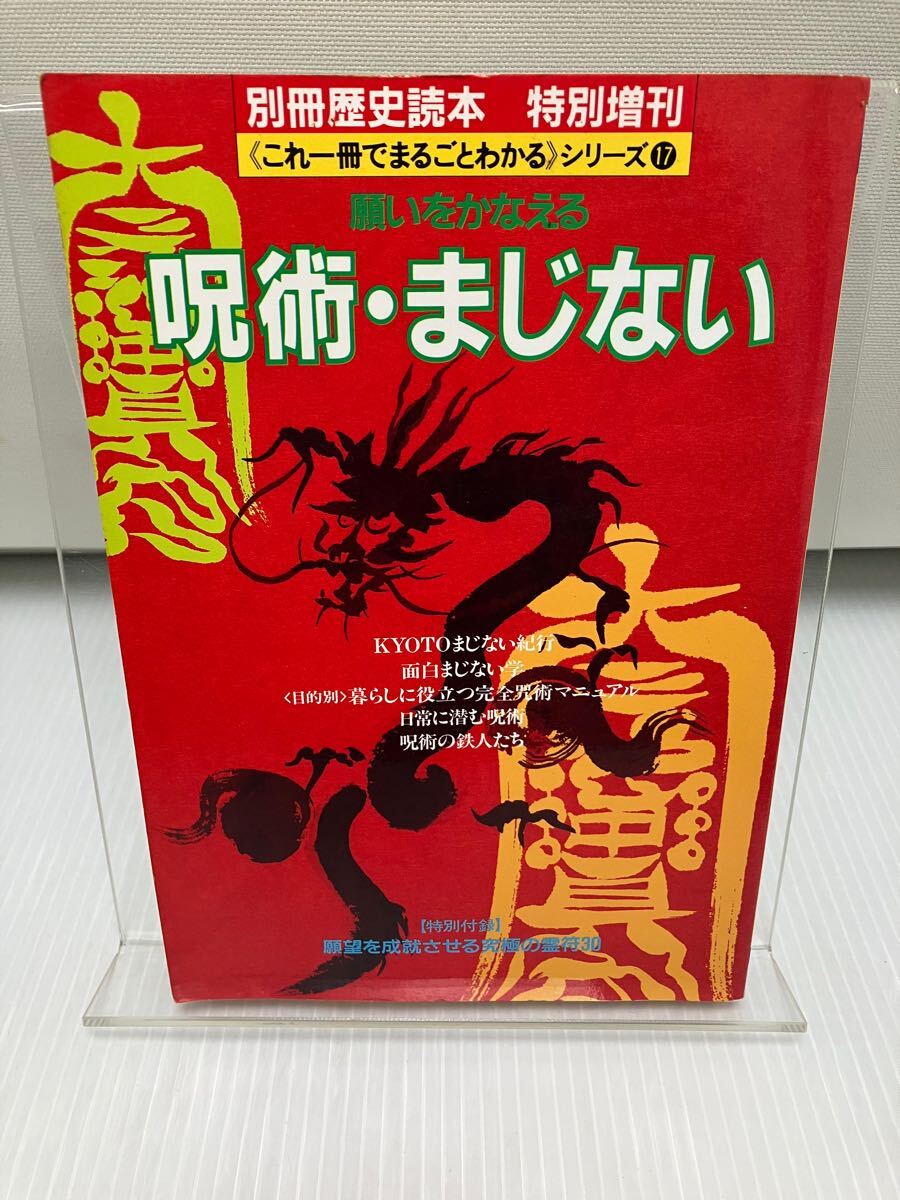 別冊歴史読本 特別増刊
《これ一冊でまるごとわかる》シリーズ⓱
願いをかなえる
呪術・まじない
KYOTOまじない紀行
面白まじない学
〈目的別〉暮らしに役立つ完全咒術マニュアル
日常に潜む呪術
呪術の鉄人たち
【特別付録】
願望を成就させる究極の霊符30